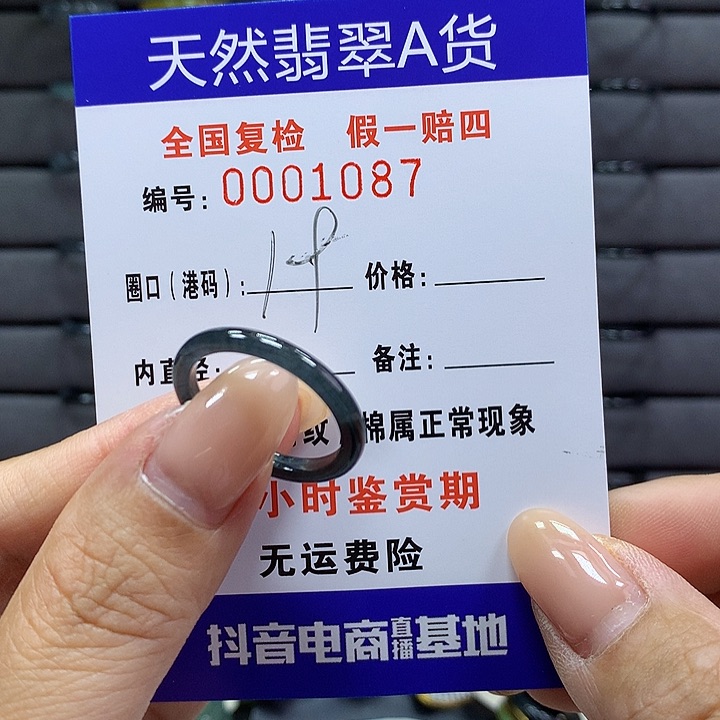 天然翡翠A货
全国复检 假一赔四
编号: 0001087
圈口(港码): 价格:
内直径: 备注:
纹 棉属正常现象
小时鉴赏期
无运费险
抖音电商直播基地